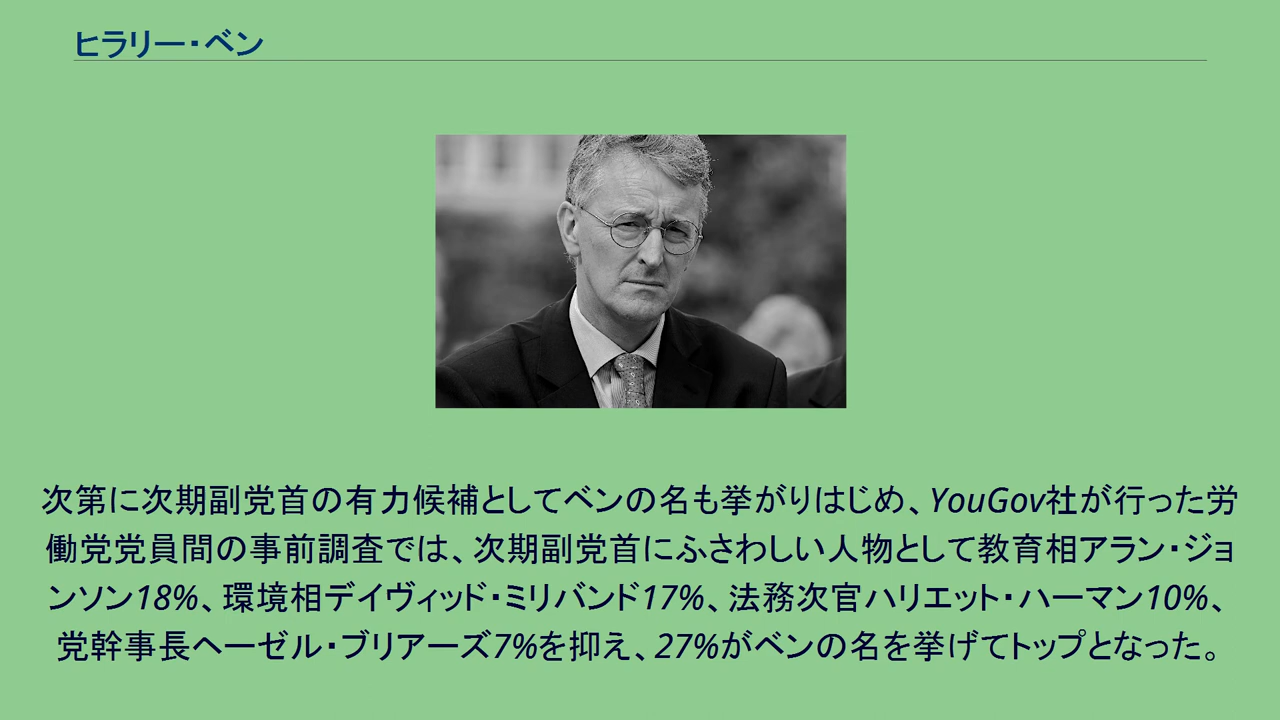 ヒラリー・ベン
次第に次期副党首の有力候補としてベンの名も挙がりはじめ、YouGov社が行った労
働党党員間の事前調査では、次期副党首にふさわしい人物として教育相アラン・ジョ
ンソン18%、環境相デイヴィッド・ミリバンド17%、法務次官ハリエット・ハーマン10%、
党幹事長ヘーゼル・ブリアーズ7%を抑え、27%がベンの名を挙げてトップとなった。